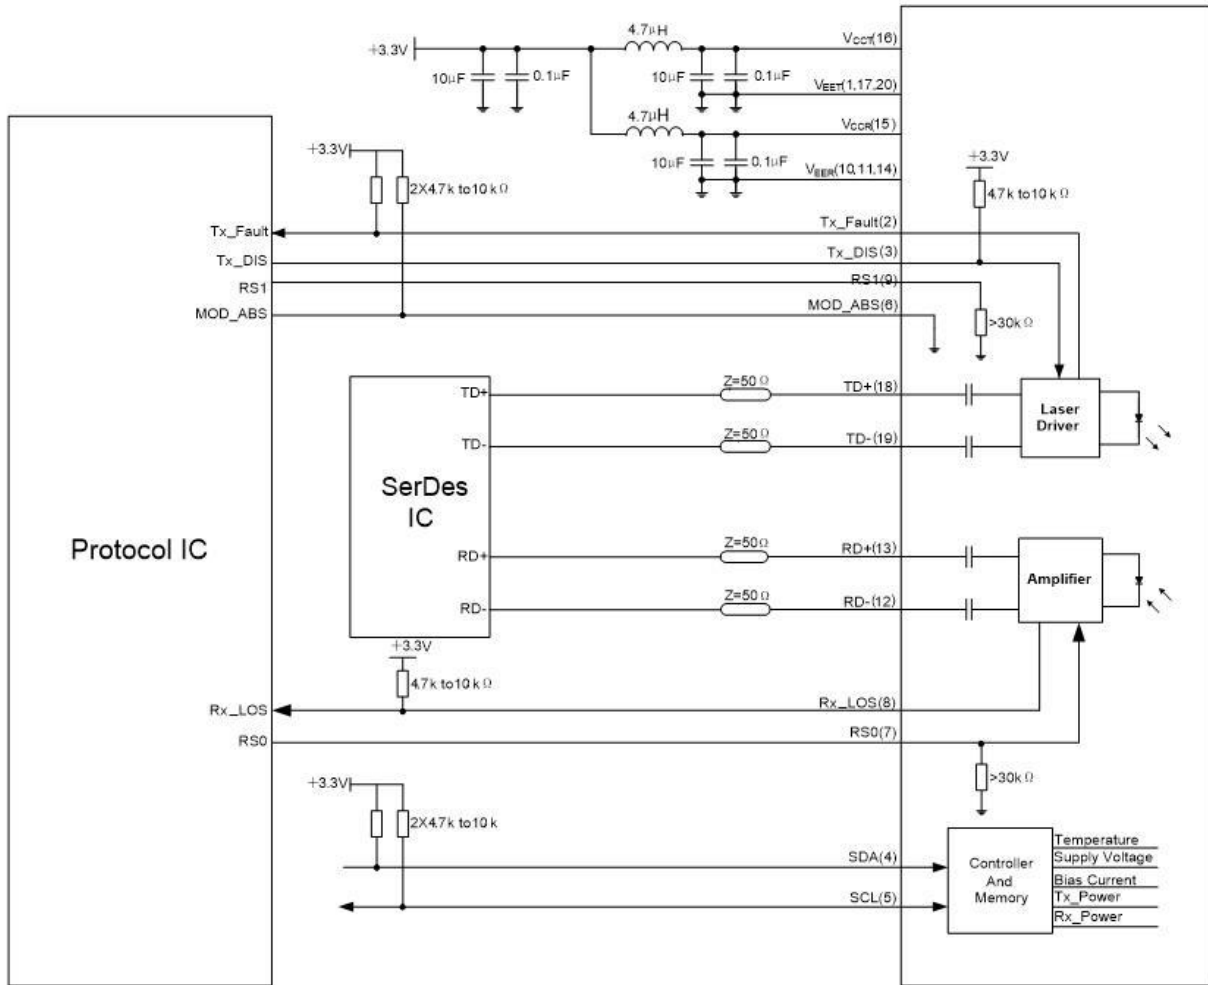 4.7μH
+3.3V
10μF
0.1μF
10μF
0.1μF
VCCT(16)
VEET(1,17,20)
4.7μH
VCCR(15)
10μF
0.1μF
VEER(10,11,14)
+3.3V
2X4.7k to10 kΩ
+3.3V
4.7k to10 kΩ
Tx_Fault
Tx_Fault(2)
Tx_DIS
Tx_DIS(3)
RS1
RS1(9)
MOD_ABS
MOD_ABS(6)
>30kΩ
TD+
Z=50Ω
TD+(18)
Laser
Driver
TD-
Z=50Ω
TD-(19)
SerDes
IC
Protocol IC
RD+
Z=50Ω
RD+(13)
Amplifier
RD-
Z=50Ω
RD-(12)
+3.3V
4.7k to10 kΩ
Rx_LOS
Rx_LOS(8)
RS0
RS0(7)
>30kΩ
+3.3V
2X4.7k to10k
SDA(4)
SCL(5)
Controller
And
Memory
Temperature
Supply Voltage
Bias Current
Tx_Power
Rx_Power